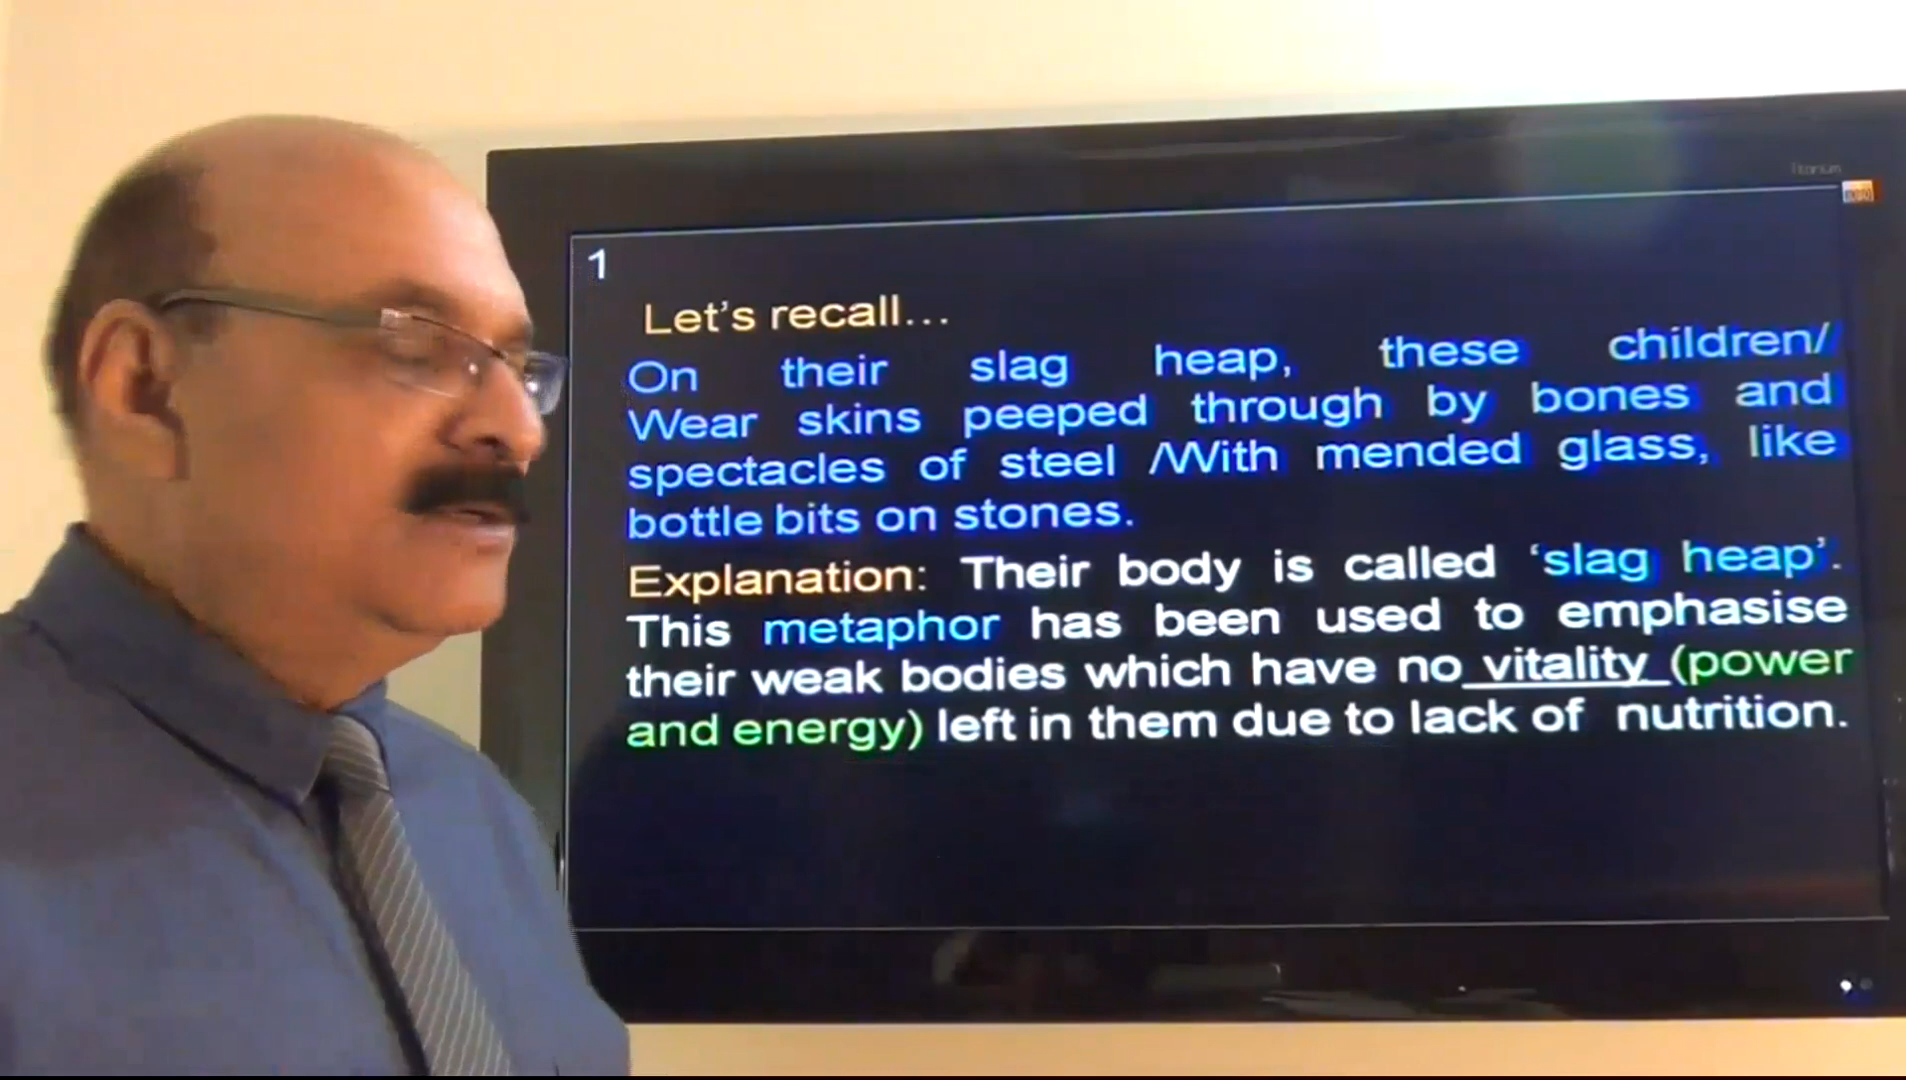 Titanium
1
Let's recall...
On their slag heap, these children/
Wear skins peeped through by bones and
spectacles of steel /With mended glass, like
bottle bits on stones.
Explanation: Their body is called ‘slag heap’.
This metaphor has been used to emphasise
their weak bodies which have no vitality (power
and energy) left in them due to lack of nutrition.